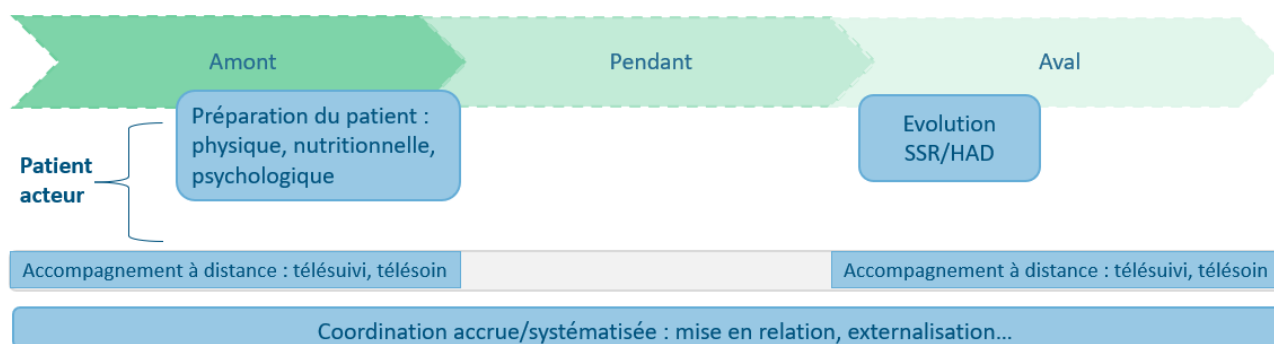 Amont
Pendant
Aval
Préparation du patient :
physique, nutritionnelle,
psychologique
Evolution
SSR/HAD
Patient
acteur
Accompagnement à distance : télésuivi, télésoin
Accompagnement à distance : télésuivi, télésoin
Coordination accrue/systématisée : mise en relation, externalisation...